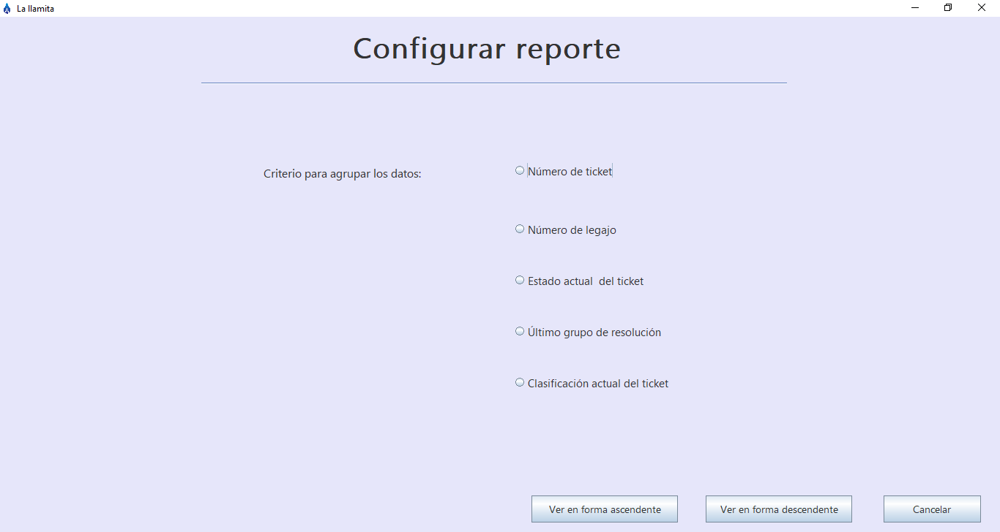 La llamita
Configurar reporte
Criterio para agrupar los datos:
Número de ticket
Número de legajo
Estado actual  del ticket
Último grupo de resolución
Clasificación actual del ticket
Ver en forma ascendente
Ver en forma descendente
Cancelar